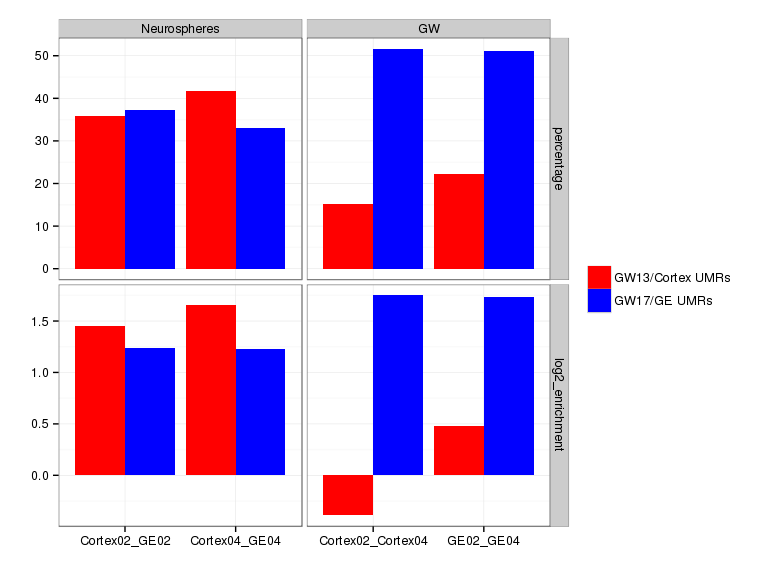 Neurospheres
GW
50
40
30
20
10
0
percentage
1.5
1.0
0.5
0.0
log2_enrichment
Cortex02_GE02
Cortex04_GE04
Cortex02_Cortex04
GE02_GE04
GW13/Cortex UMRs
GW17/GE UMRs